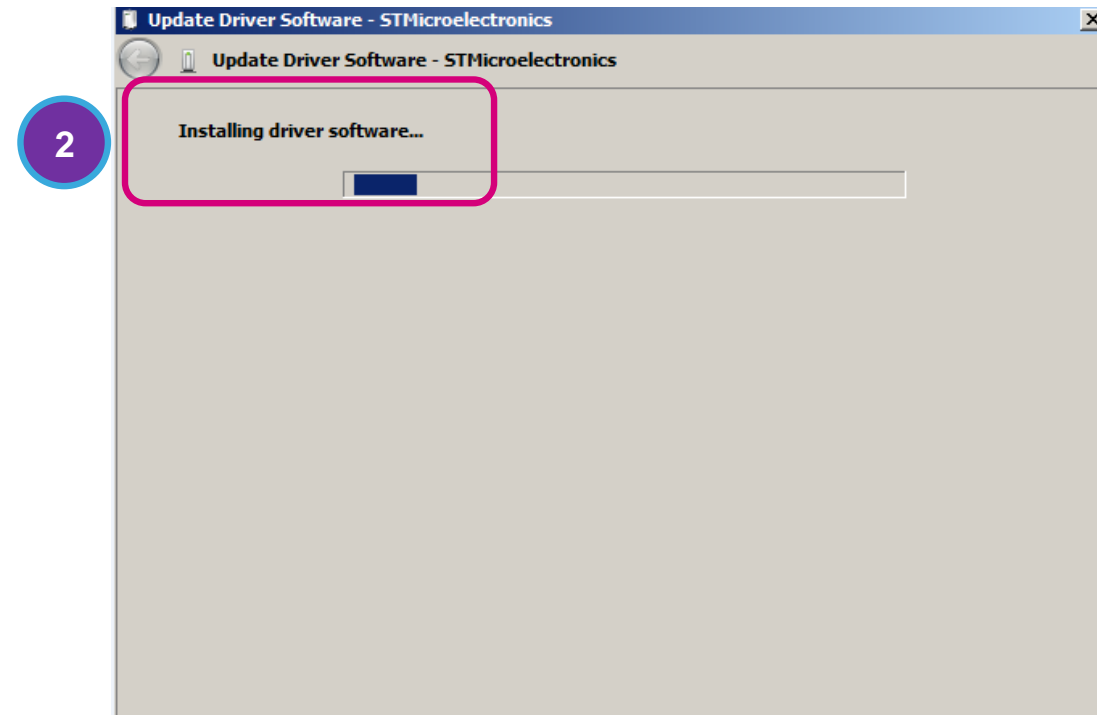 Update Driver Software - STMicroelectronics
Update Driver Software - STMicroelectronics
2
Installing driver software...